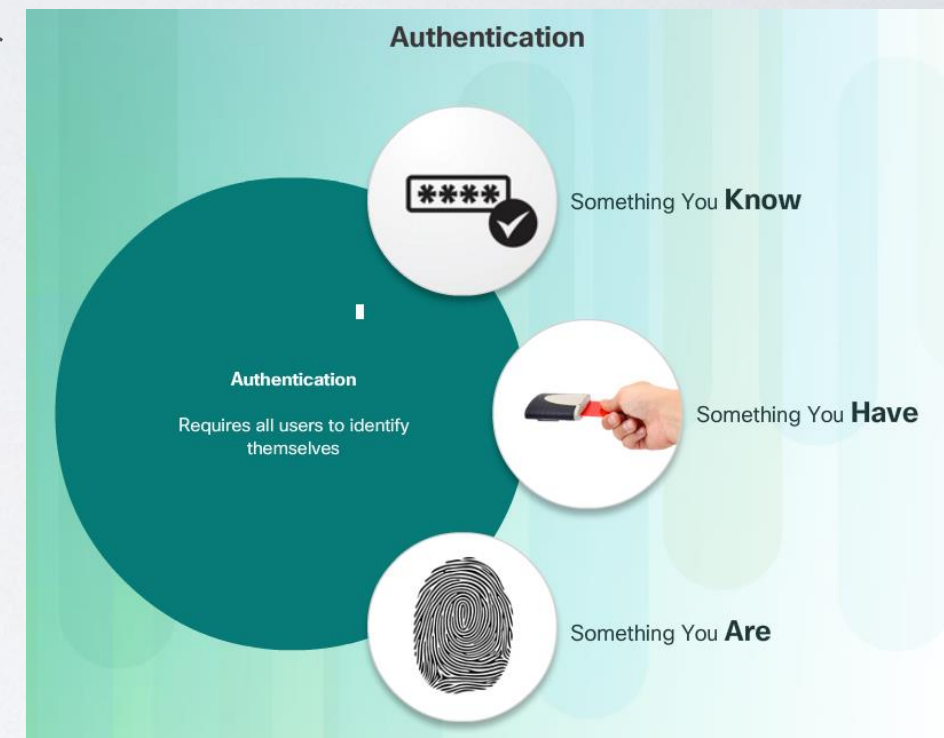 Authentication
****
Something You Know
Authentication
Requires all users to identify
themselves
Something You Have
Something You Are